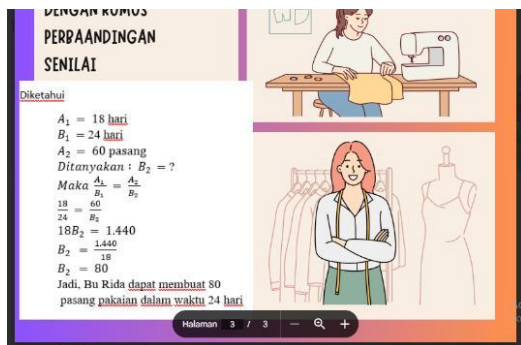 DENGAN RUMUS
PERBAANDINGAN
SENILAI
Diketahui
A₁ = 18 hari
B₁ = 24 hari
A₂ = 60 pasang
Ditanyakan : B₂ = ?
Maka A₁/B₁ = A₂/B₂
18/24 = 60/B₂
18B₂ = 1.440
B₂ = 1.440/18
B₂ = 80
Jadi, Bu Rida dapat membuat 80
pasang pakaian dalam waktu 24 hari
Halaman 3 / 3